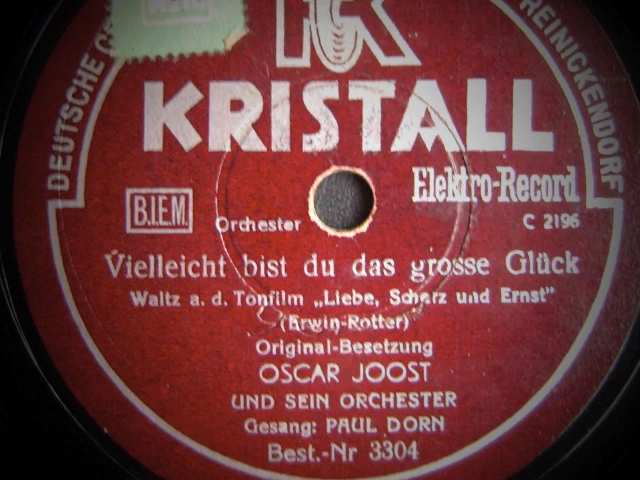 K
KRISTALL
DEUTSCHE
REINICKENDORF
Elektro-Record
B.I.E.M.
Orchester
C 2196
Vielleicht bist du das grosse Glück
Waltz a. d. Tonfilm „Liebe, Scherz und Ernst"
(Erwin-Rotter)
Original-Besetzung
OSCAR JOOST
UND SEIN ORCHESTER
Gesang: PAUL DORN
Best.-Nr 3304